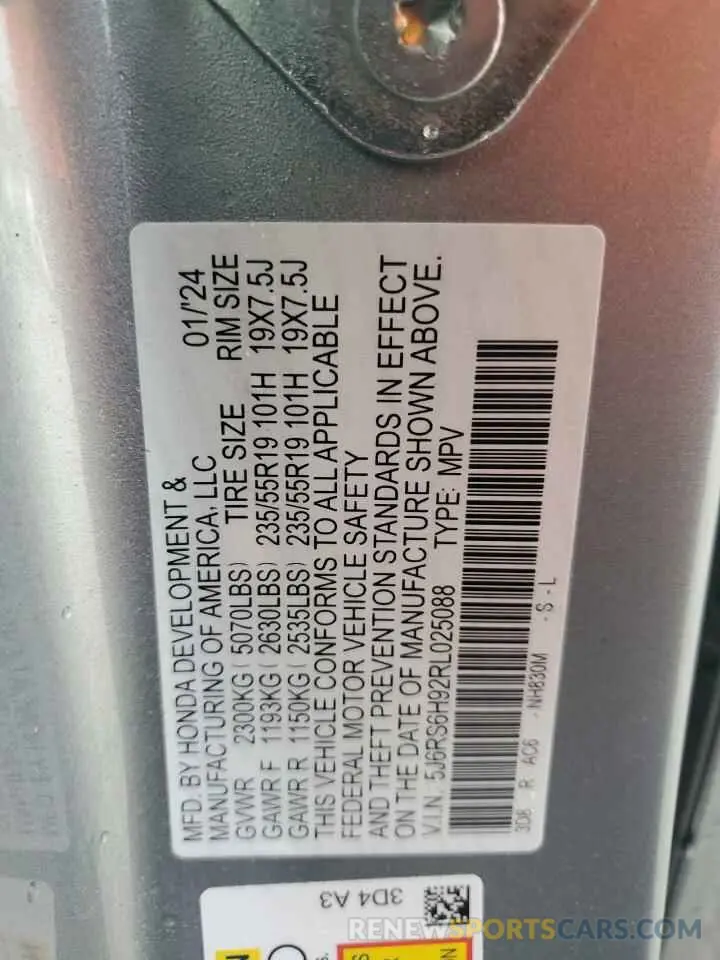 MFD. BY HONDA DEVELOPMENT &
MANUFACTURING OF AMERICA, LLC 01/'24
GVWR 2300KG( 5070LBS) TIRE SIZE RIM SIZE
GAWR F 1193KG( 2630LBS) 235/55R19 101H 19X7.5J
GAWR R 1150KG( 2535LBS) 235/55R19 101H 19X7.5J
THIS VEHICLE CONFORMS TO ALL APPLICABLE
FEDERAL MOTOR VEHICLE SAFETY
AND THEFT PREVENTION STANDARDS IN EFFECT
ON THE DATE OF MANUFACTURE SHOWN ABOVE.
V.I.N. 5J6RS6H92RL025088 TYPE: MPV
3D8 R AC6 -NH830M -S-L
3D4 A3
RENEWSPORTSCARS.COM